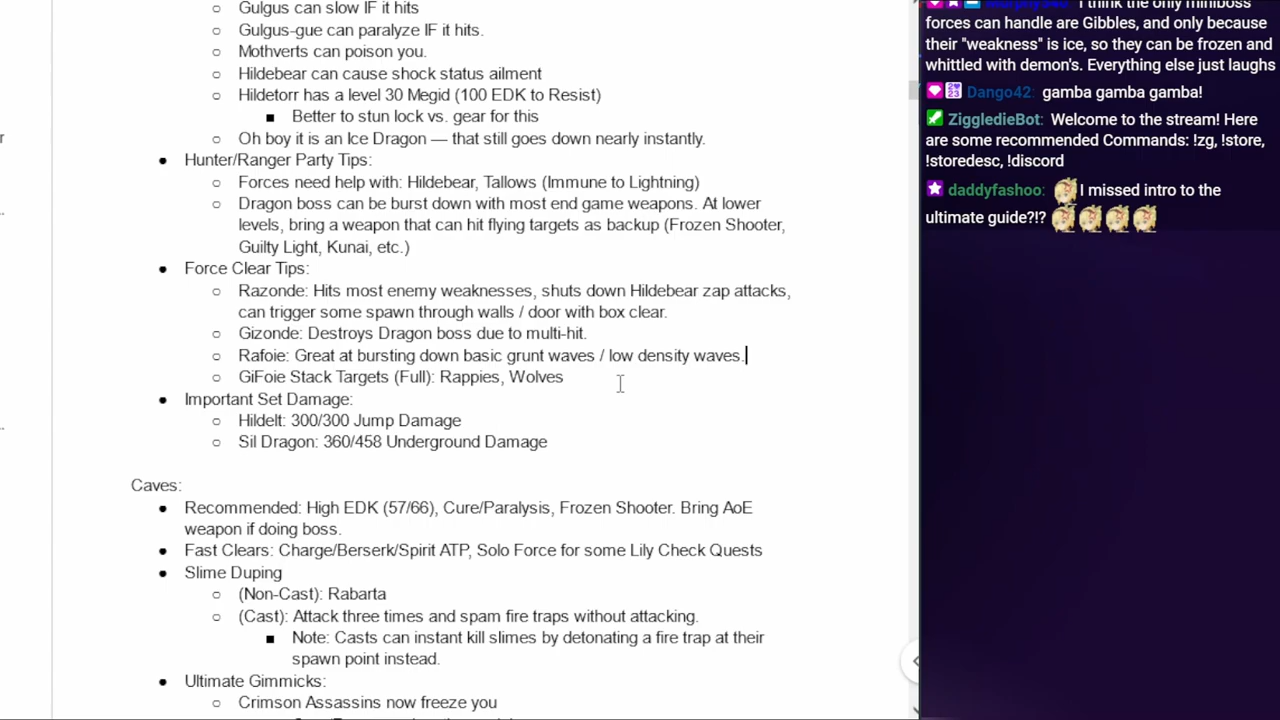 Gulgus can slow IF it hits
Gulgus-gue can paralyze IF it hits.
Mothverts can poison you.
Hildebear can cause shock status ailment
Hildetorr has a level 30 Megid (100 EDK to Resist)
Better to stun lock vs. gear for this
Oh boy it is an Ice Dragon — that still goes down nearly instantly.
Hunter/Ranger Party Tips:
Forces need help with: Hildebear, Tallows (Immune to Lightning)
Dragon boss can be burst down with most end game weapons. At lower
levels, bring a weapon that can hit flying targets as backup (Frozen Shooter,
Guilty Light, Kunai, etc.)
Force Clear Tips:
Razonde: Hits most enemy weaknesses, shuts down Hildebear zap attacks,
can trigger some spawn through walls / door with box clear.
Gizonde: Destroys Dragon boss due to multi-hit.
Rafoie: Great at bursting down basic grunt waves / low density waves.
GiFoie Stack Targets (Full): Rappies, Wolves
Important Set Damage:
Hildelt: 300/300 Jump Damage
Sil Dragon: 360/458 Underground Damage
Caves:
Recommended: High EDK (57/66), Cure/Paralysis, Frozen Shooter. Bring AoE
weapon if doing boss.
Fast Clears: Charge/Berserk/Spirit ATP, Solo Force for some Lily Check Quests
Slime Duping
(Non-Cast): Rabarta
(Cast): Attack three times and spam fire traps without attacking.
Note: Casts can instant kill slimes by detonating a fire trap at their
spawn point instead.
Ultimate Gimmicks:
Crimson Assassins now freeze you
I think the only miniboss
forces can handle are Gibbles, and only because
their "weakness" is ice, so they can be frozen and
whittled with demon's. Everything else just laughs
Dango42: gamba gamba gamba!
ZiggledieBot: Welcome to the stream! Here
are some recommended Commands: !zg, !store,
!storedesc, !discord
daddyfashoo: I missed intro to the
ultimate guide?!?